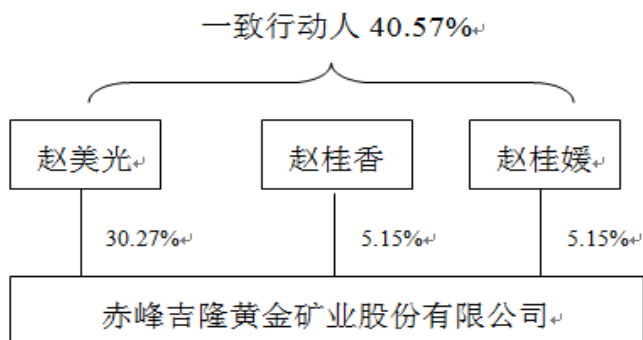 一致行动人 40.57%
赵美光
赵桂香
赵桂媛
30.27%
5.15%
5.15%
赤峰吉隆黄金矿业股份有限公司